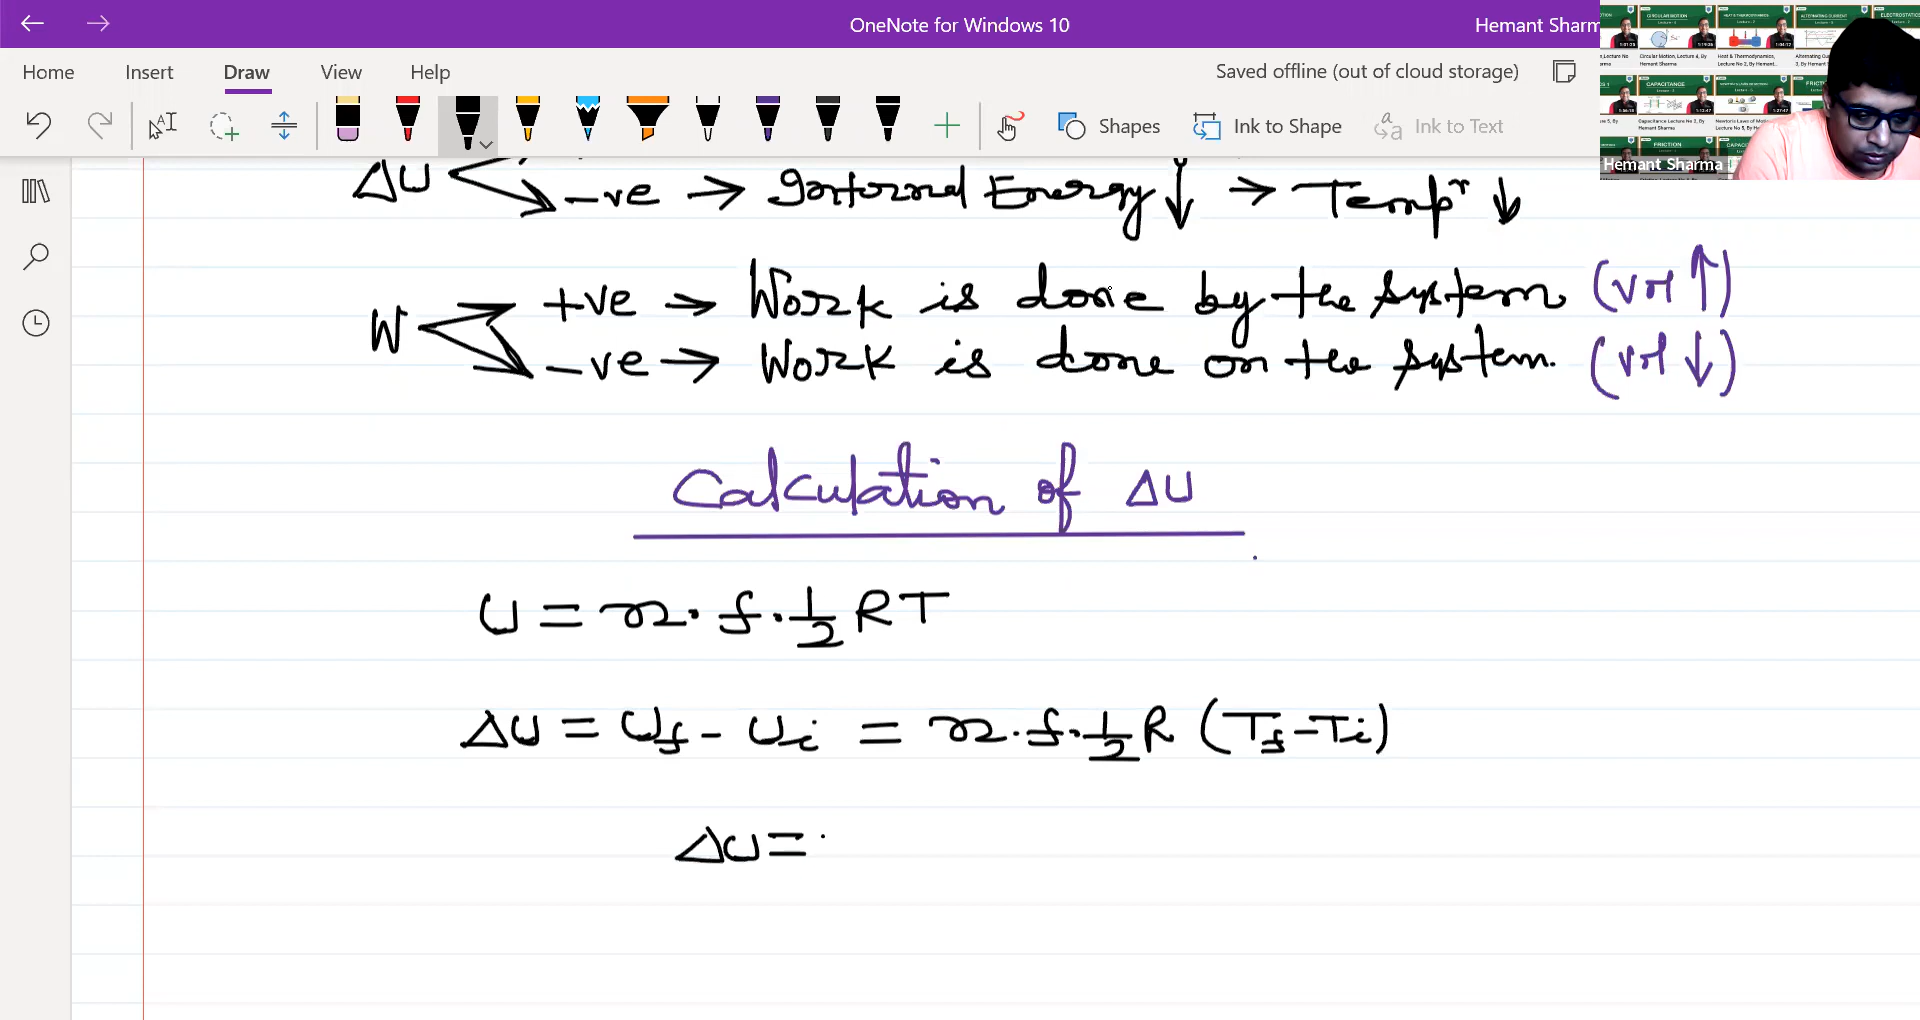 OneNote for Windows 10
Hemant Sharm
Home Insert Draw View Help
Saved offline (out of cloud storage)
Shapes Ink to Shape Ink to Text
Hemant Sharma
ΔU -ve → Internal Energy ↓ → Tempr ↓
W +ve → Work is done by the system (vol ↑)
-ve → Work is done on the system. (vol ↓)
Calculation of ΔU
U = n · f · 1/2 RT
ΔU = Uf - Ui = n · f · 1/2 R (Tf - Ti)
ΔU =